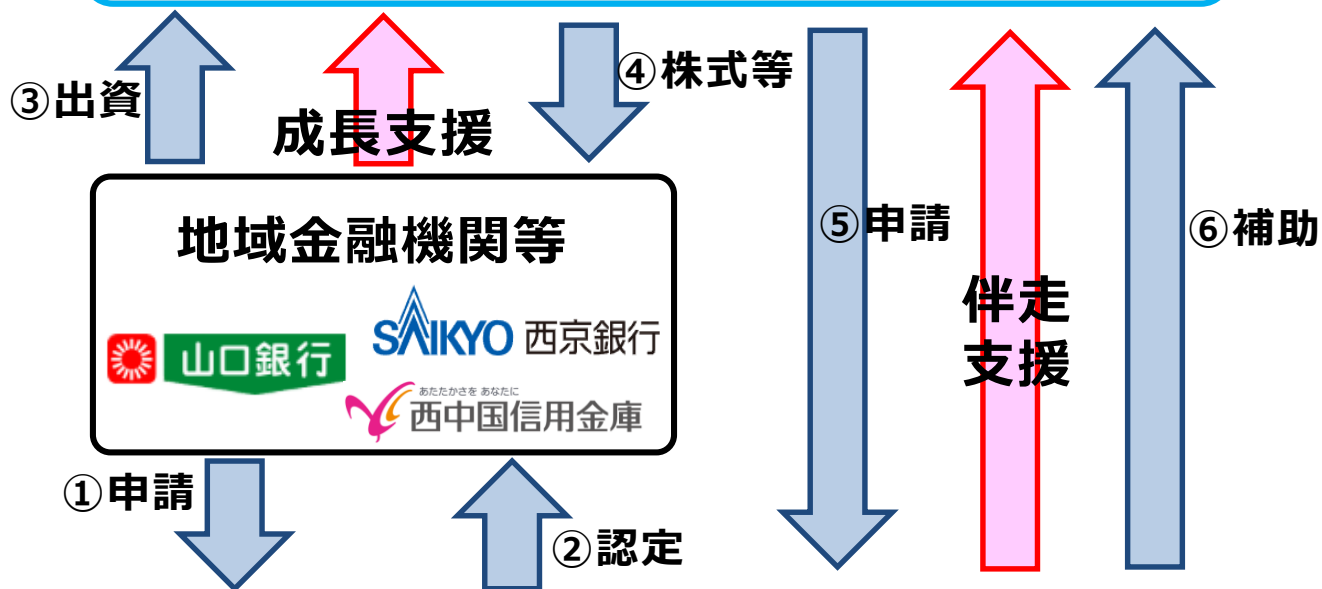 ③出資
成長支援
④株式等
地域金融機関等
山口銀行
SAIKYO 西京銀行
あたたかさを あなたに
西中国信用金庫
⑤申請
伴走
支援
⑥補助
①申請
②認定